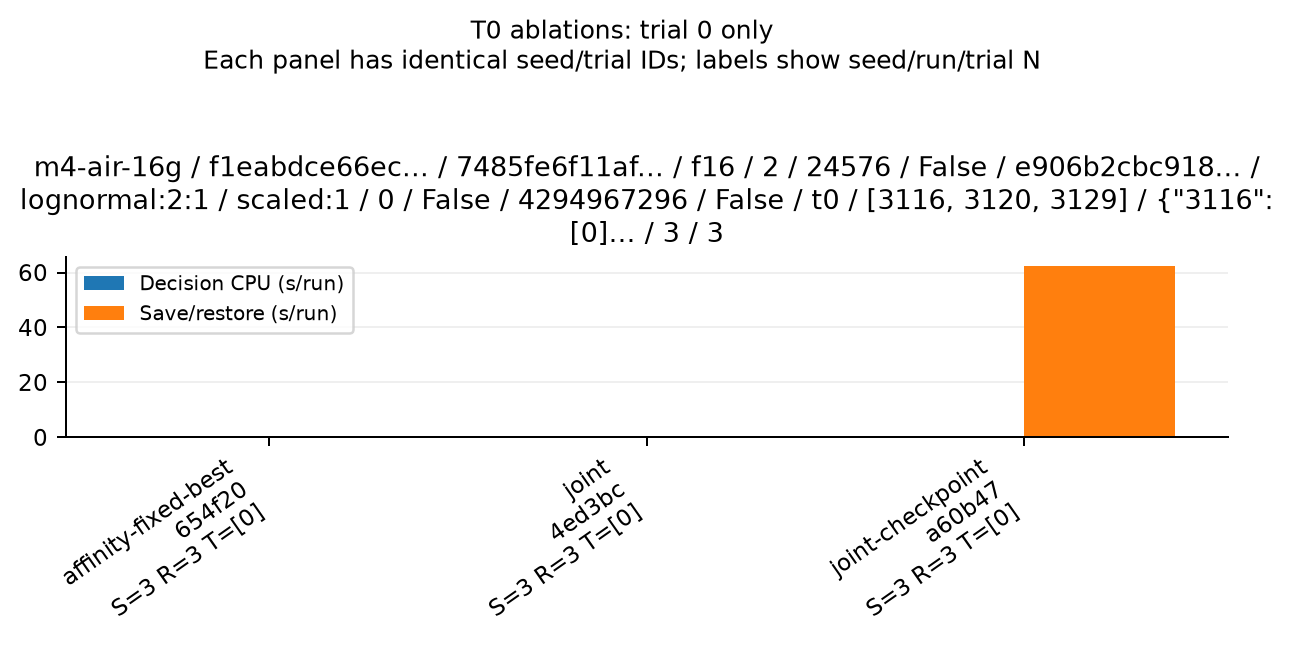 T0 ablations: trial 0 only
Each panel has identical seed/trial IDs; labels show seed/run/trial N
m4-air-16g / f1eabdce66ec... / 7485fe6f11af... / f16 / 2 / 24576 / False / e906b2cbc918... /
lognormal:2:1 / scaled:1 / 0 / False / 4294967296 / False / t0 / [3116, 3120, 3129] / {"3116":
[0]... / 3 / 3
60
40
20
0
Decision CPU (s/run)
Save/restore (s/run)
affinity-fixed-best
654f20
S=3 R=3 T=[0]
joint
4ed3bc
S=3 R=3 T=[0]
joint-checkpoint
a60b47
S=3 R=3 T=[0]